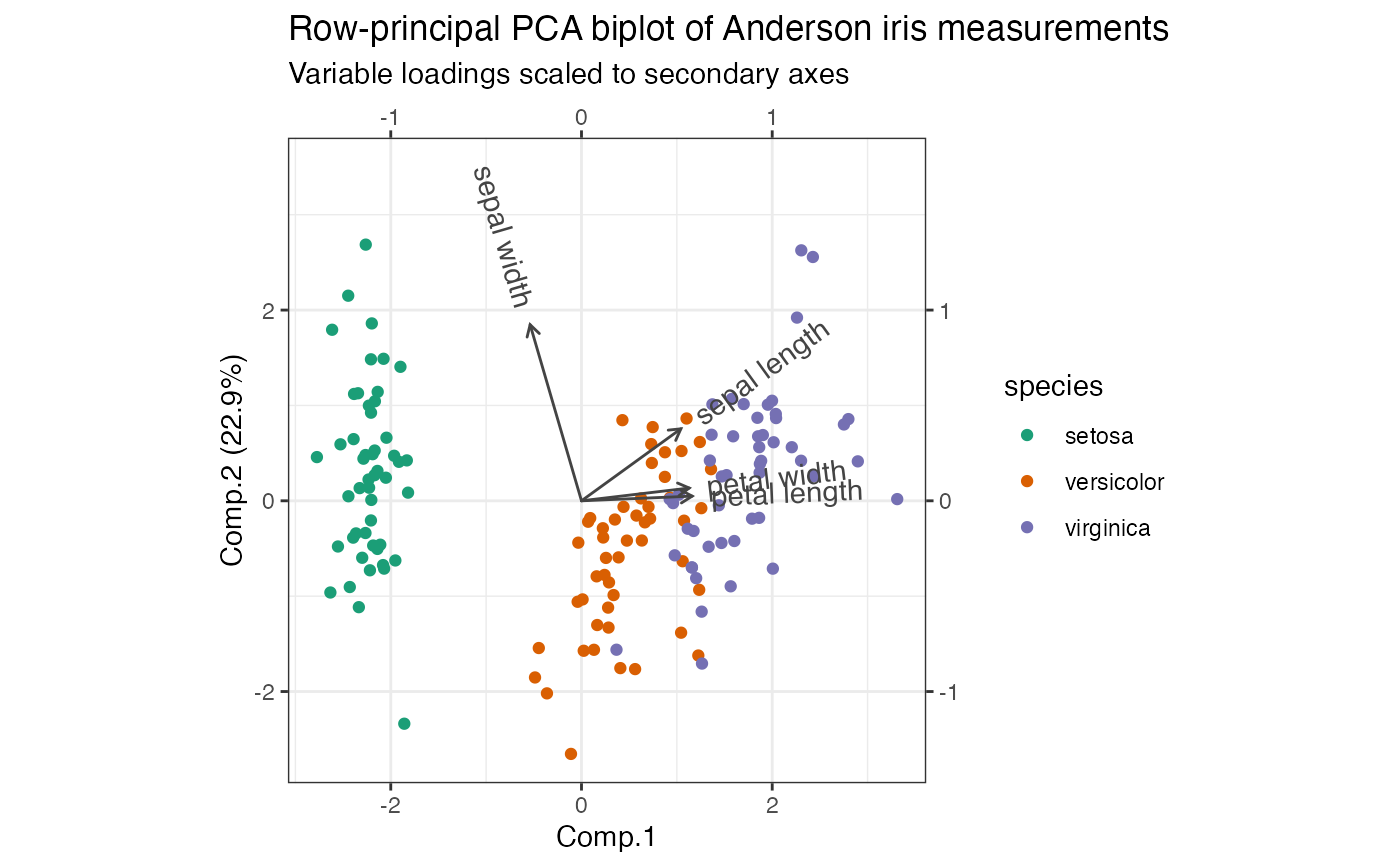 Row-principal PCA biplot of Anderson iris measurements
Variable loadings scaled to secondary axes
-1 0 1
sepal width
sepal length
petal width
petal length
2
0
-2
1
0
-1
Comp.2 (22.9%)
-2 0 2
Comp.1
species
setosa
versicolor
virginica